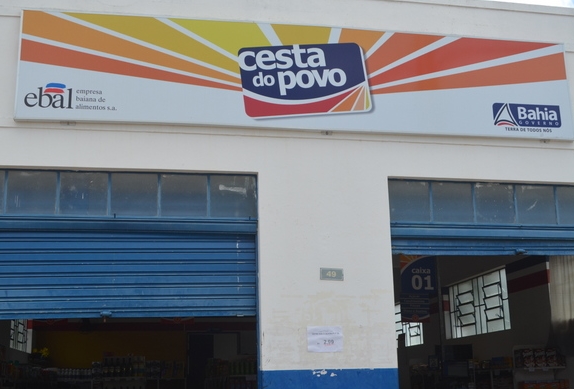 cesta
do povo
ebal empresa
baiana de
alimentos s.a.
Bahia
GOVERNO
TERRA DE TODOS NÓS
CAIXA
01
49